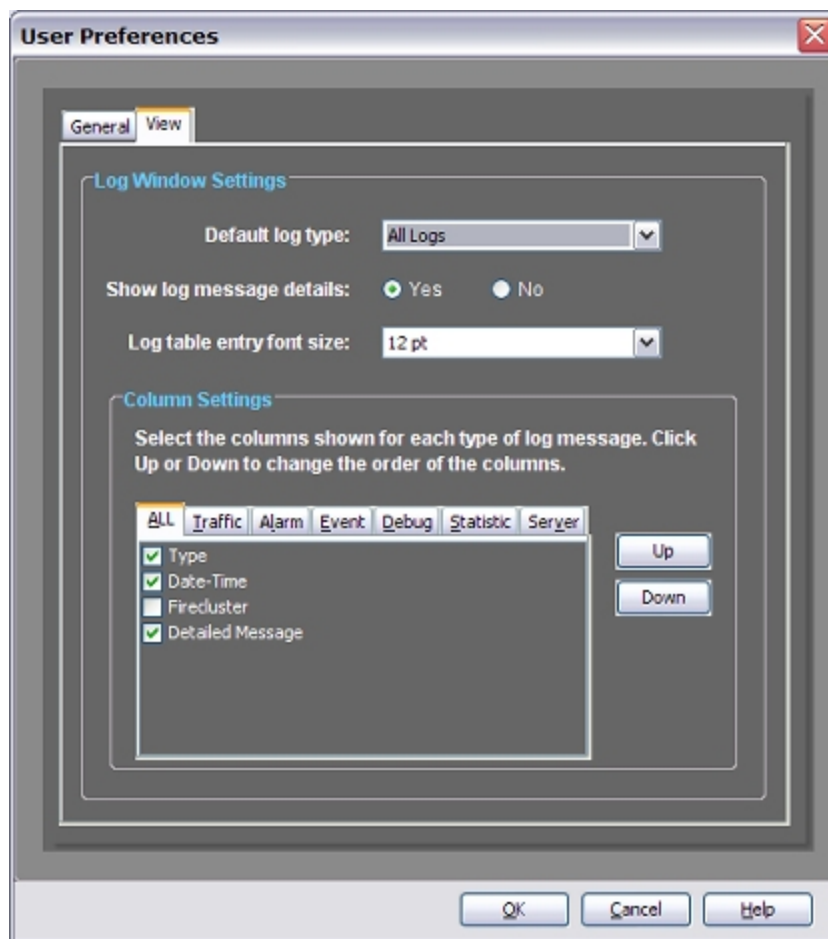 User Preferences
General View
Log Window Settings
Default log type: All Logs
Show log message details: Yes No
Log table entry font size: 12 pt
Column Settings
Select the columns shown for each type of log message. Click
Up or Down to change the order of the columns.
ALL Traffic Alarm Event Debug Statistic Server
Type
Date-Time
Firecluster
Detailed Message
Up
Down
OK Cancel Help